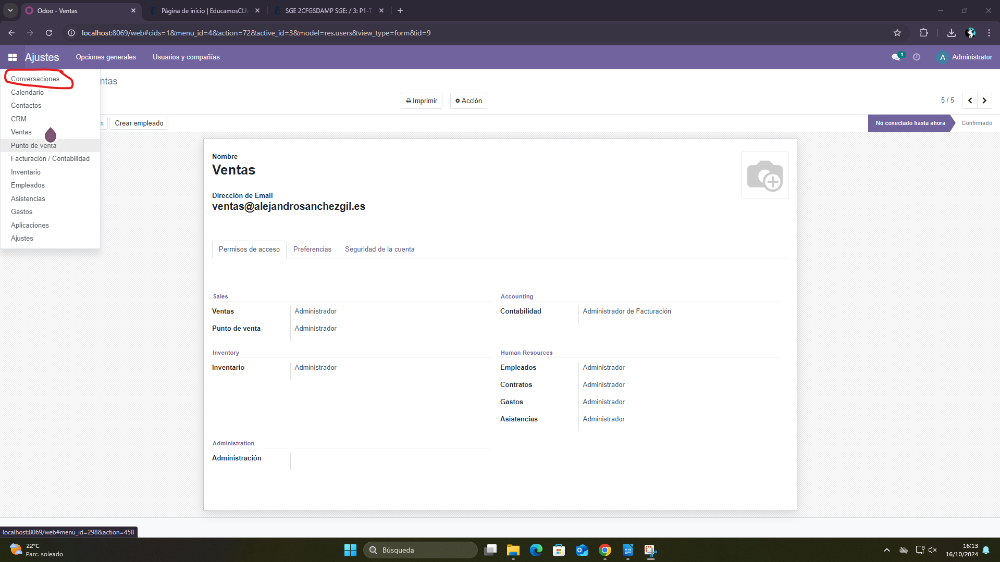 Odoo - Ventas
Página de inicio | EducamosCLM
SGE 2CFGSDAMP SGE: / 3: P1-T
localhost:8069/web#cids=1&menu_id=4&action=72&active_id=3&model=res.users&view_type=form&id=9
Ajustes
Opciones generales
Usuarios y compañías
1
A
Administrator
Conversaciones
Calendario
Contactos
CRM
Ventas
Punto de venta
Facturación / Contabilidad
Inventario
Empleados
Asistencias
Gastos
Aplicaciones
Ajustes
ntas
Imprimir
Acción
5 / 5
n
Crear empleado
No conectado hasta ahora
Confirmado
Nombre
Ventas
Dirección de Email
ventas@alejandrosanchezgil.es
Permisos de acceso
Preferencias
Seguridad de la cuenta
Sales
Ventas Administrador
Punto de venta Administrador
Accounting
Contabilidad Administrador de Facturación
Inventory
Inventario Administrador
Human Resources
Empleados Administrador
Contratos Administrador
Gastos Administrador
Asistencias Administrador
Administration
Administración
localhost:8069/web#menu_id=298&action=458
22°C
Parc. soleado
Búsqueda
16:13
16/10/2024